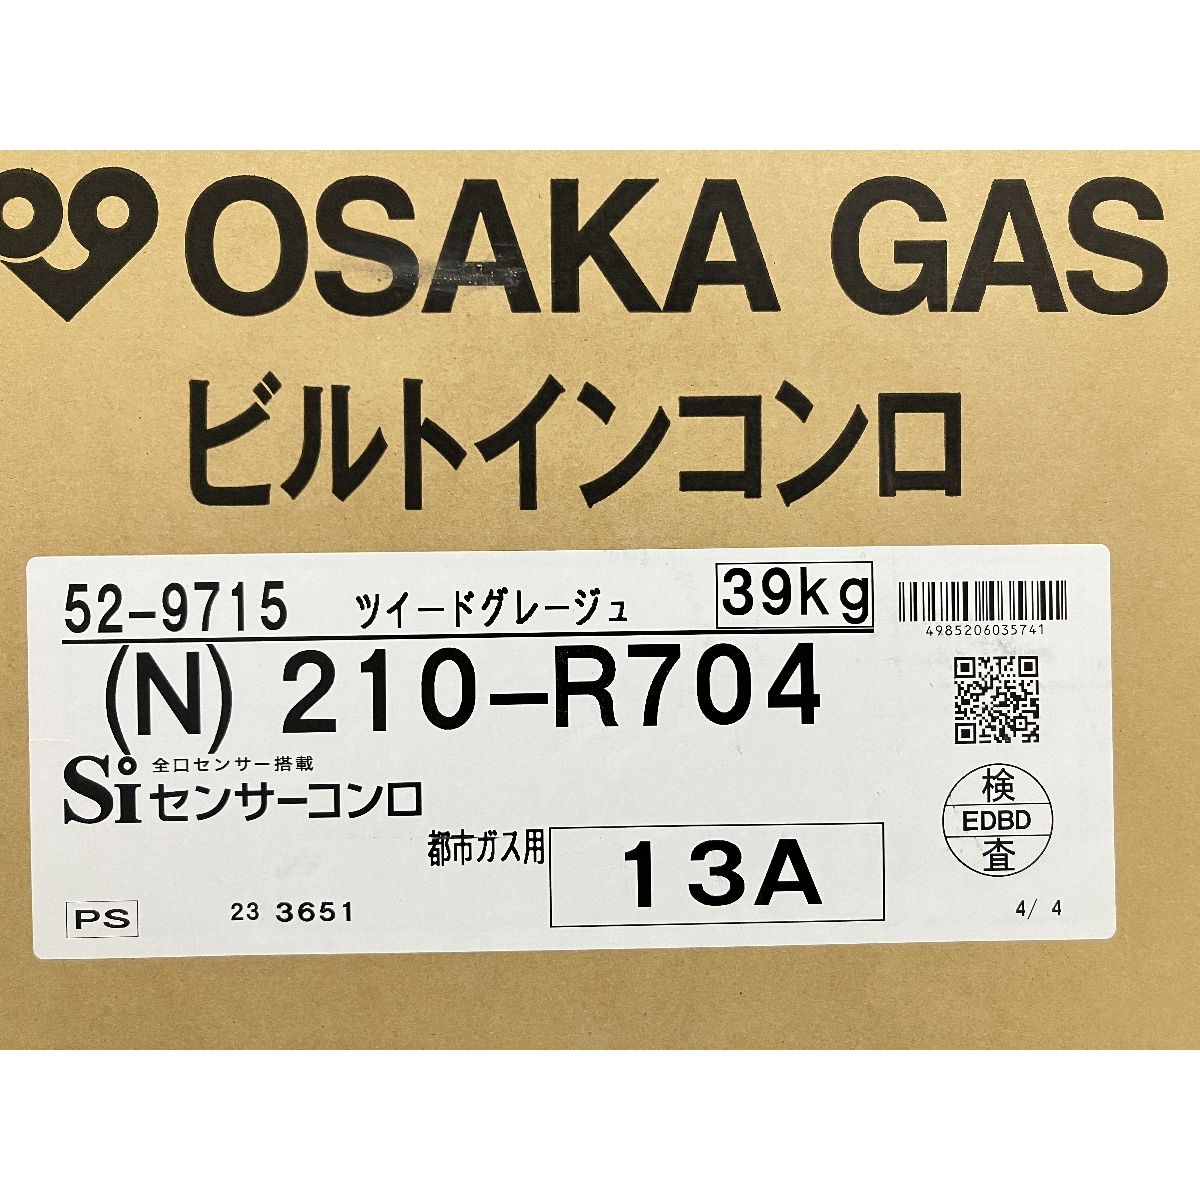 OSAKA GAS
ビルトインコンロ
52-9715 ツイードグレージュ 39kg
4985206035741
(N) 210-R704
Si 全口センサー搭載
センサーコンロ
検
EDBD
査
都市ガス用 13A
PS 23 3651 4/ 4